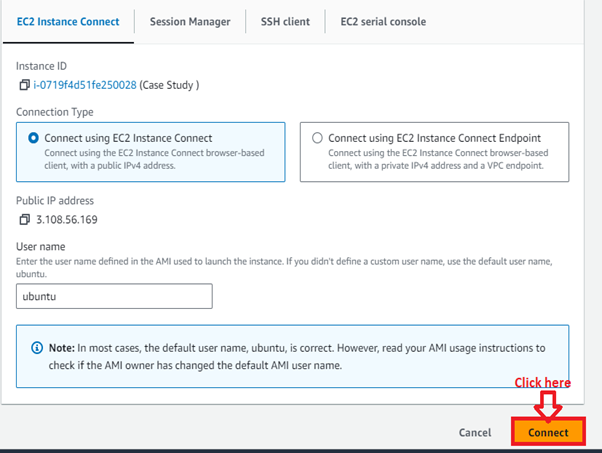 EC2 Instance Connect
Session Manager
SSH client
EC2 serial console
Instance ID
i-0719f4d51fe250028 (Case Study )
Connection Type
Connect using EC2 Instance Connect
Connect using the EC2 Instance Connect browser-based
client, with a public IPv4 address.
Connect using EC2 Instance Connect Endpoint
Connect using the EC2 Instance Connect browser-based
client, with a private IPv4 address and a VPC endpoint.
Public IP address
3.108.56.169
User name
Enter the user name defined in the AMI used to launch the instance. If you didn't define a custom user name, use the default user name,
ubuntu.
ubuntu
Note: In most cases, the default user name, ubuntu, is correct. However, read your AMI usage instructions to
check if the AMI owner has changed the default AMI user name.
Click here
Cancel
Connect